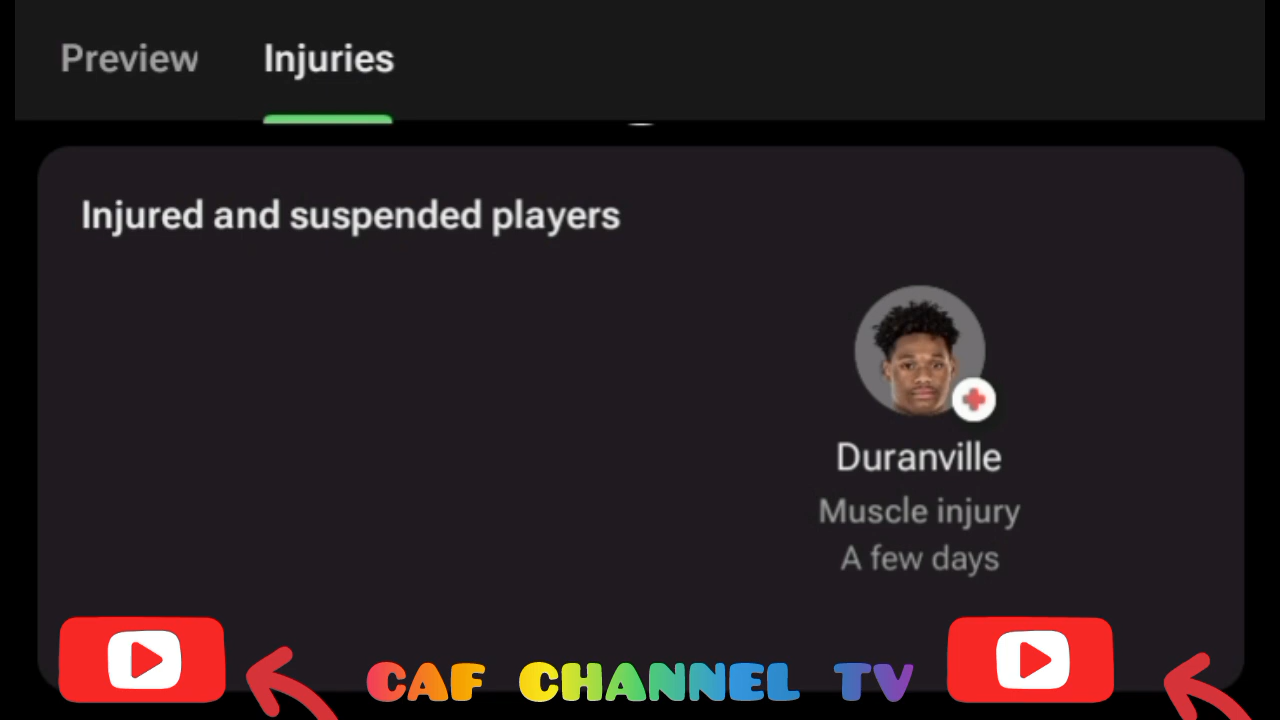 Preview Injuries
Injured and suspended players
Duranville
Muscle injury
A few days
CAF CHANNEL TV